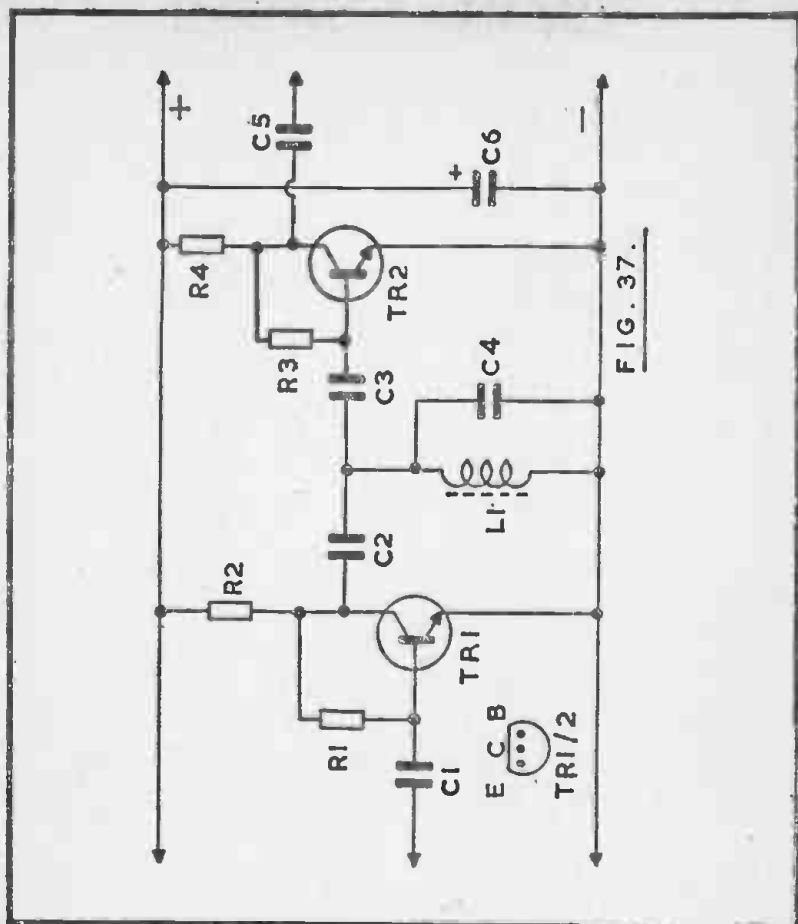 +
C5
R4
R2
+
C6
R3
TR2
C3
C2
C4
R1
TR1
L1
C1
E C B
TR1/2
−
FIG. 37.